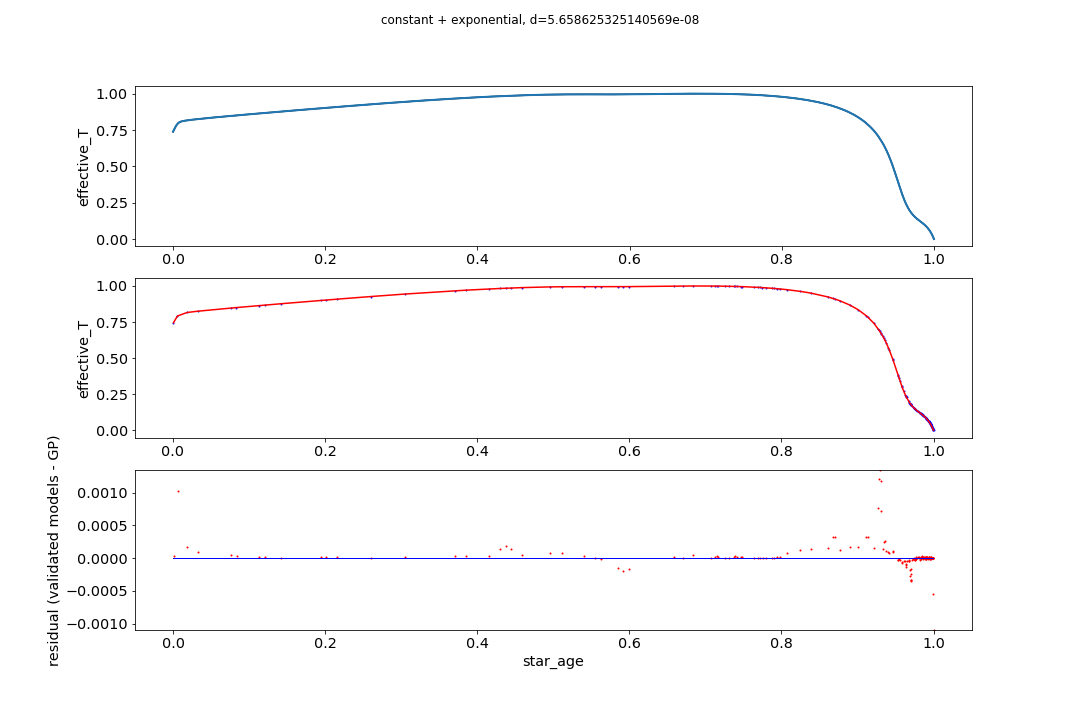 constant + exponential, d=5.658625325140569e-08
1.00
0.75
0.50
0.25
0.00
effective_T
0.0 0.2 0.4 0.6 0.8 1.0
1.00
0.75
0.50
0.25
0.00
effective_T
0.0 0.2 0.4 0.6 0.8 1.0
0.0010
0.0005
0.0000
−0.0005
−0.0010
residual (validated models - GP)
0.0 0.2 0.4 0.6 0.8 1.0
star_age